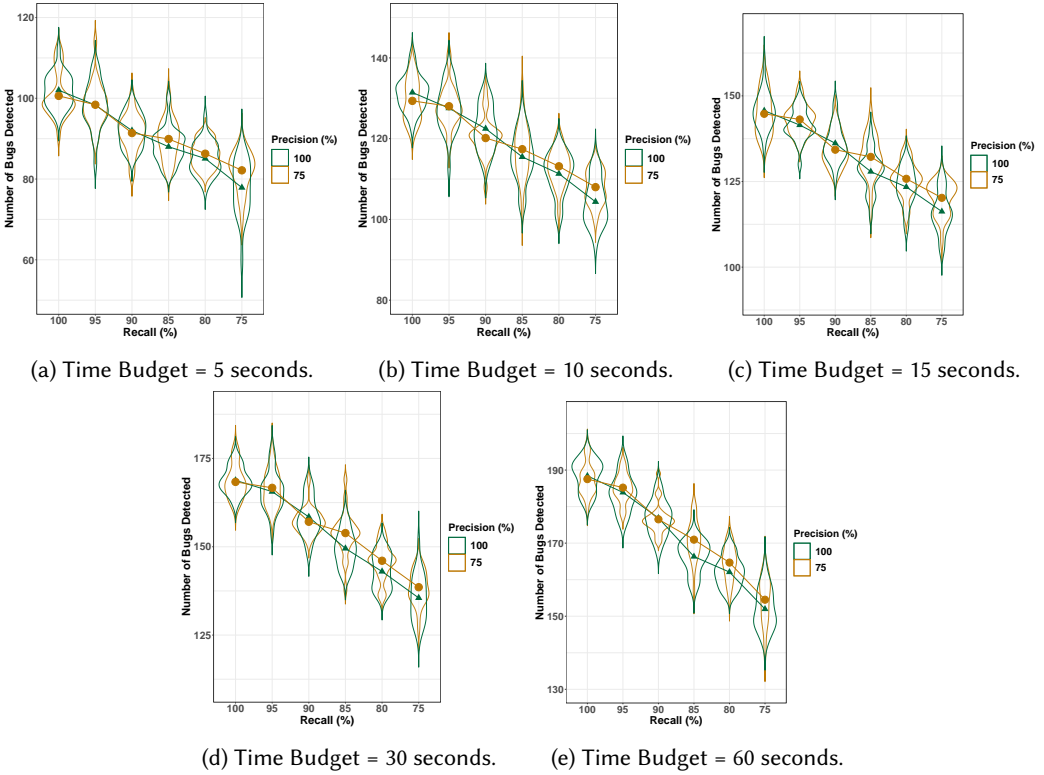 120
100
80
60
Number of Bugs Detected
100 95 90 85 80 75
Recall (%)
Precision (%)
100
75
(a) Time Budget = 5 seconds.
140
120
100
80
Number of Bugs Detected
100 95 90 85 80 75
Recall (%)
Precision (%)
100
75
(b) Time Budget = 10 seconds.
150
125
100
Number of Bugs Detected
100 95 90 85 80 75
Recall (%)
Precision (%)
100
75
(c) Time Budget = 15 seconds.
175
150
125
Number of Bugs Detected
100 95 90 85 80 75
Recall (%)
Precision (%)
100
75
(d) Time Budget = 30 seconds.
190
170
150
130
Number of Bugs Detected
100 95 90 85 80 75
Recall (%)
Precision (%)
100
75
(e) Time Budget = 60 seconds.